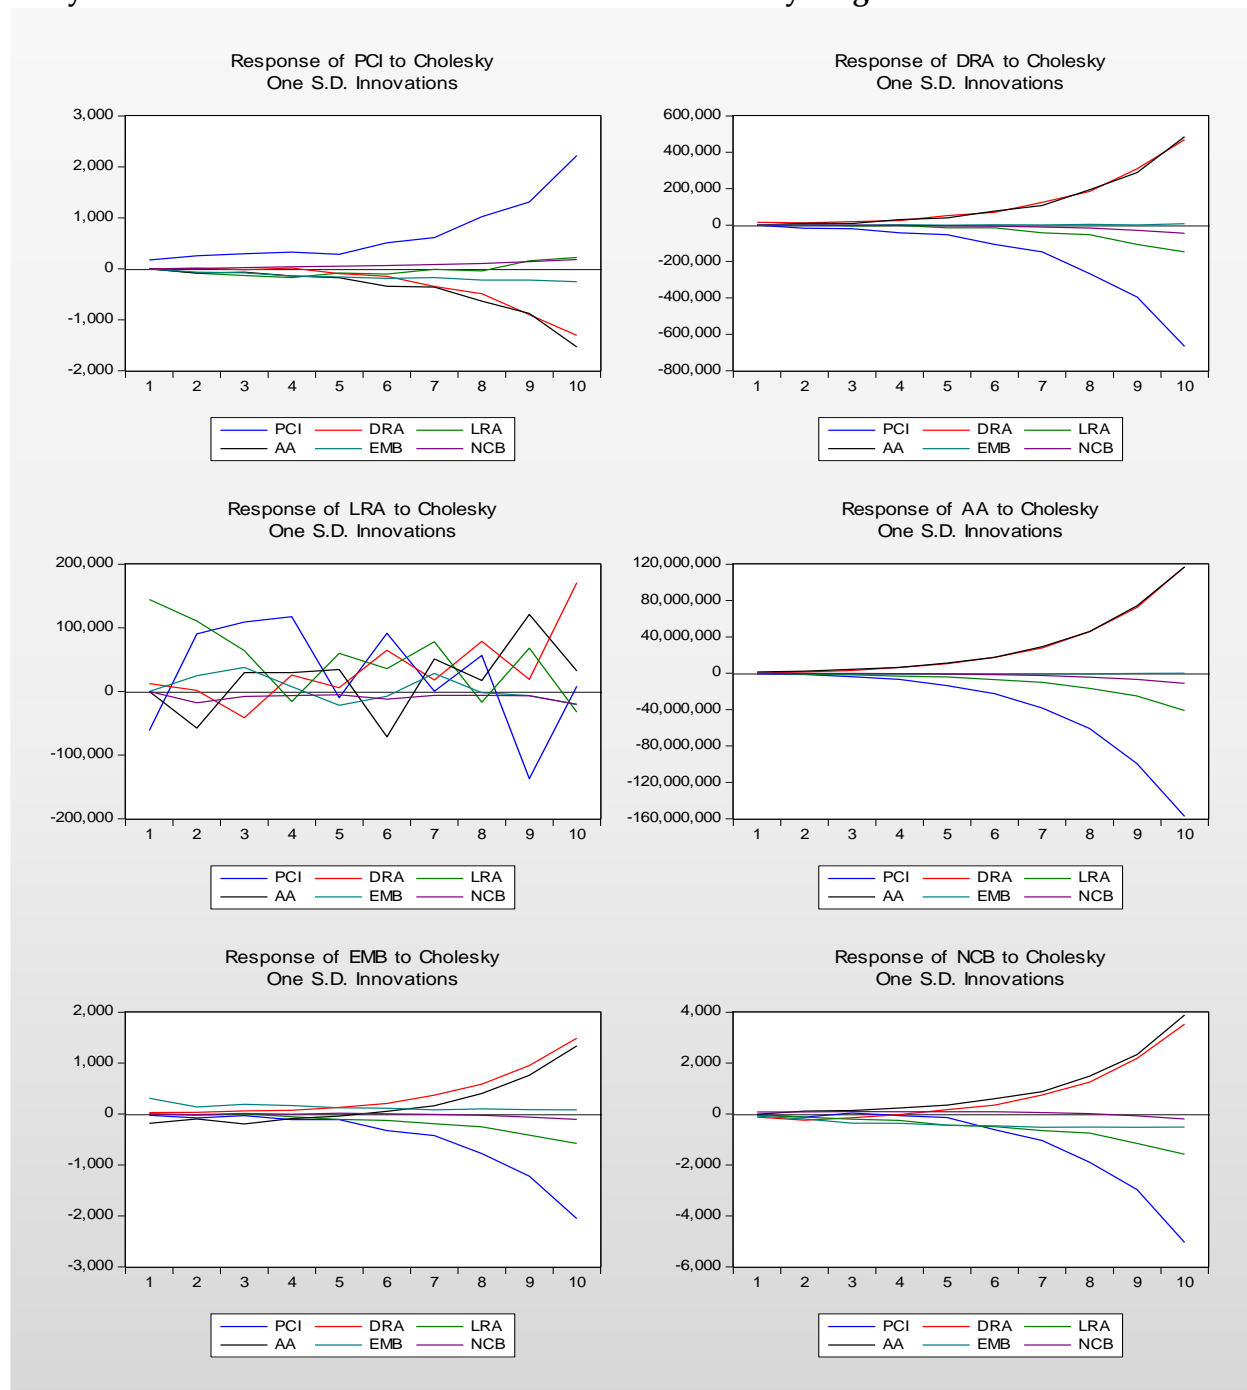 Response of PCI to Cholesky
One S.D. Innovations
3,000
2,000
1,000
0
-1,000
-2,000
1 2 3 4 5 6 7 8 9 10
PCI DRA LRA
AA EMB NCB
Response of DRA to Cholesky
One S.D. Innovations
600,000
400,000
200,000
0
-200,000
-400,000
-600,000
-800,000
1 2 3 4 5 6 7 8 9 10
PCI DRA LRA
AA EMB NCB
Response of LRA to Cholesky
One S.D. Innovations
200,000
100,000
0
-100,000
-200,000
1 2 3 4 5 6 7 8 9 10
PCI DRA LRA
AA EMB NCB
Response of AA to Cholesky
One S.D. Innovations
120,000,000
80,000,000
40,000,000
0
-40,000,000
-80,000,000
-120,000,000
-160,000,000
1 2 3 4 5 6 7 8 9 10
PCI DRA LRA
AA EMB NCB
Response of EMB to Cholesky
One S.D. Innovations
2,000
1,000
0
-1,000
-2,000
-3,000
1 2 3 4 5 6 7 8 9 10
PCI DRA LRA
AA EMB NCB
Response of NCB to Cholesky
One S.D. Innovations
4,000
2,000
0
-2,000
-4,000
-6,000
1 2 3 4 5 6 7 8 9 10
PCI DRA LRA
AA EMB NCB